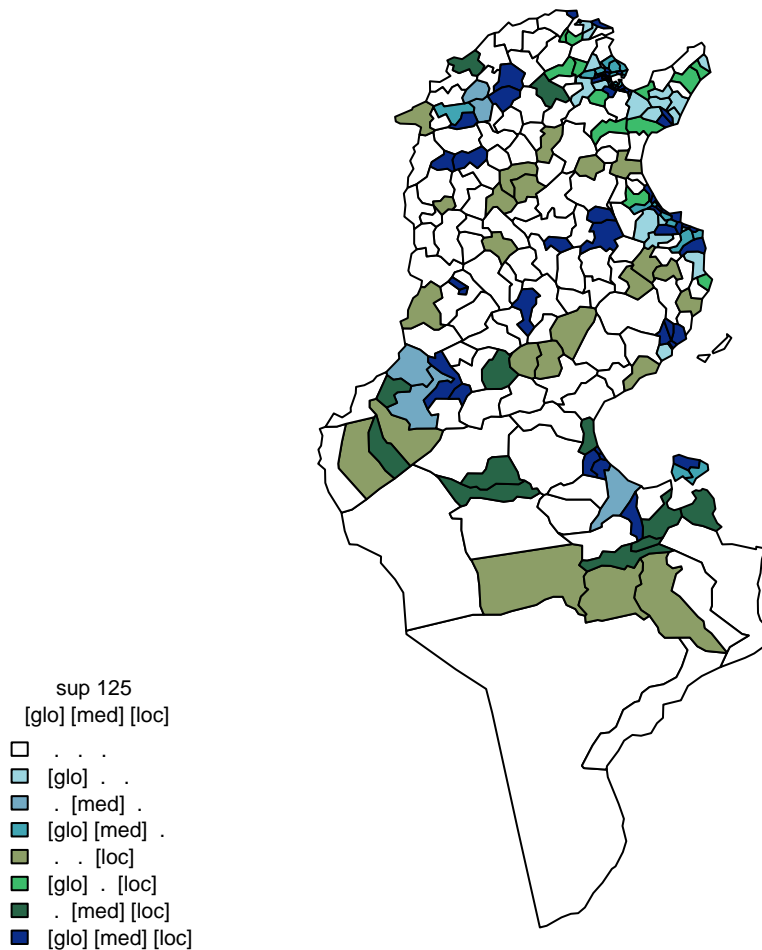 sup 125
[glo] [med] [loc]
. . .
[glo] . .
. [med] .
[glo] [med] .
. . [loc]
[glo] . [loc]
. [med] [loc]
[glo] [med] [loc]